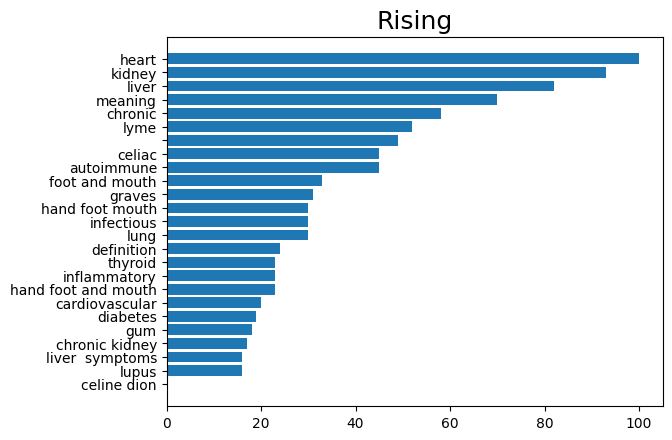 Rising
heart
kidney
liver
meaning
chronic
lyme
celiac
autoimmune
foot and mouth
graves
hand foot mouth
infectious
lung
definition
thyroid
inflammatory
hand foot and mouth
cardiovascular
diabetes
gum
chronic kidney
liver  symptoms
lupus
celine dion
0 20 40 60 80 100